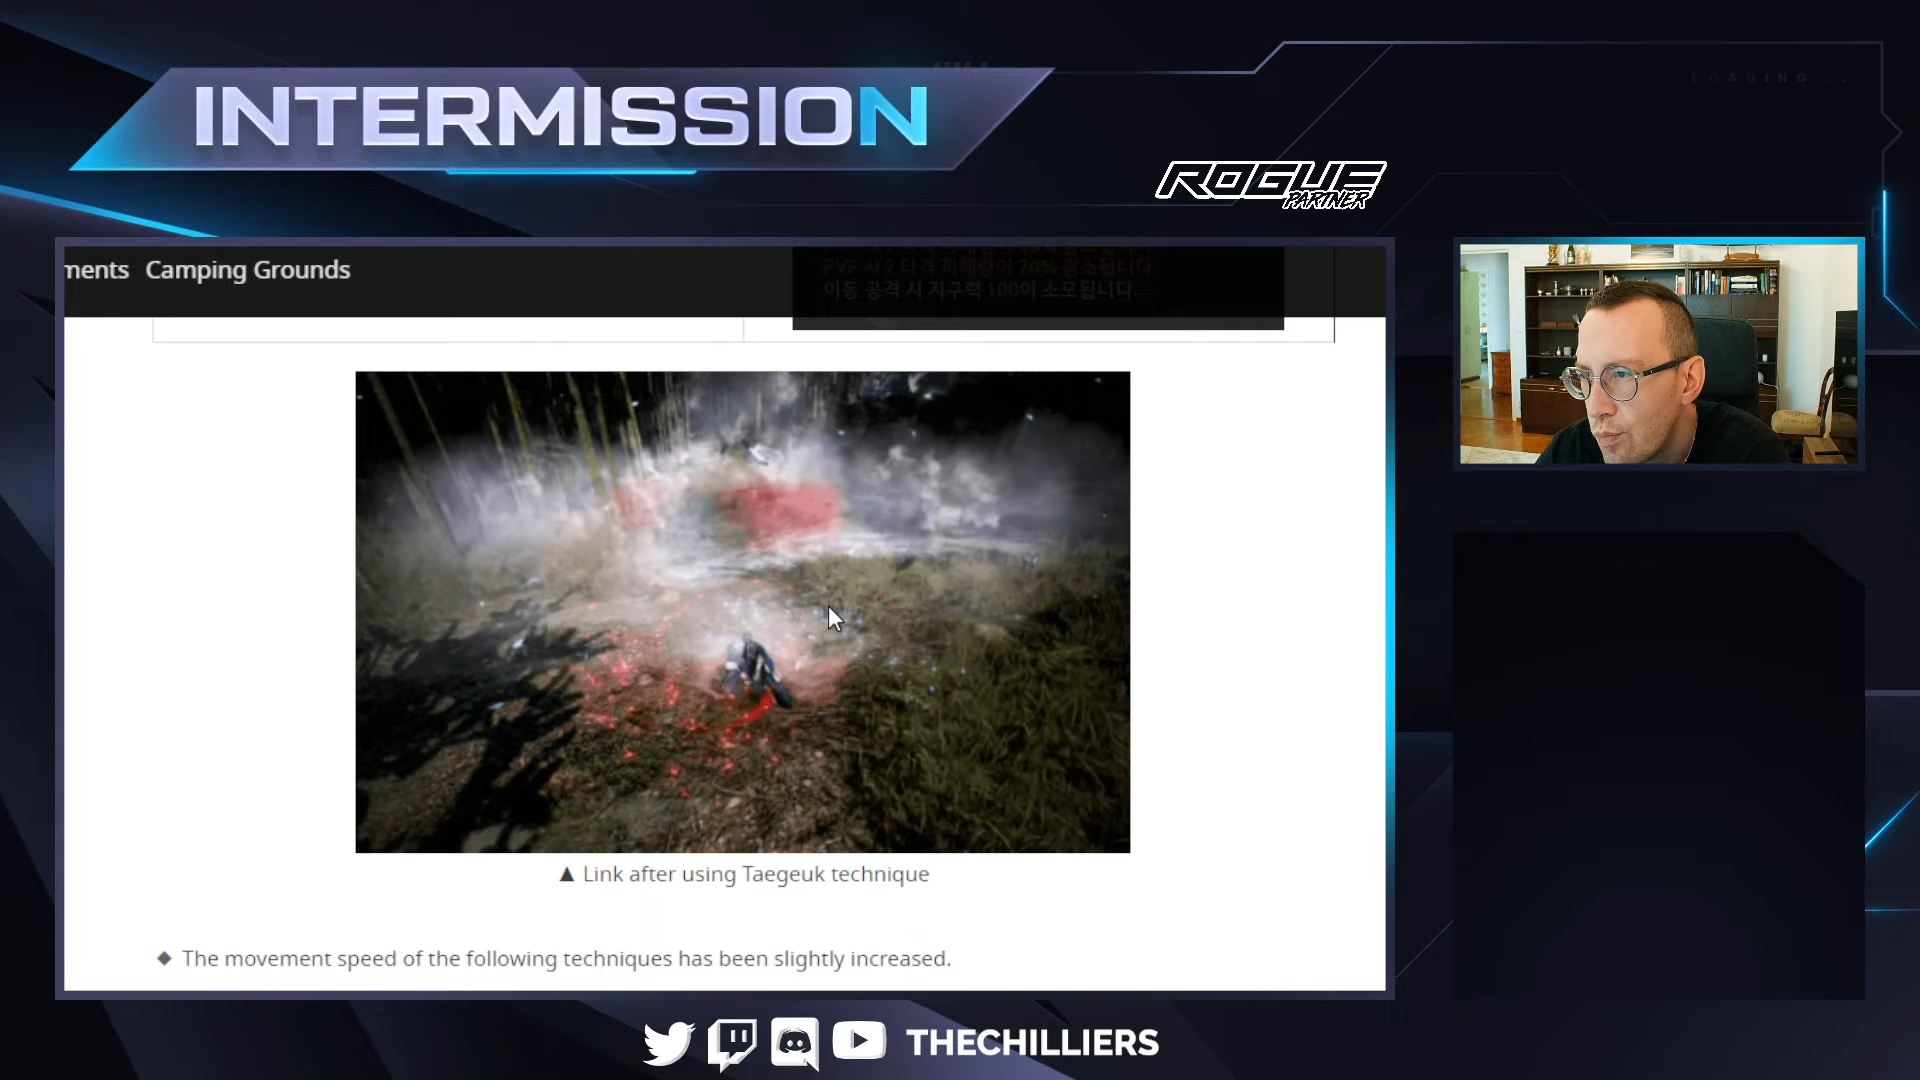 INTERMISSION
LOADING...
ROGUE
PARTNER
ments Camping Grounds
PVP 시 2 타격 피해량이 70% 감소됩니다
이동 공격 시 지구력 100이 소모됩니다.
▲ Link after using Taegeuk technique
◆ The movement speed of the following techniques has been slightly increased.
THECHILLIERS